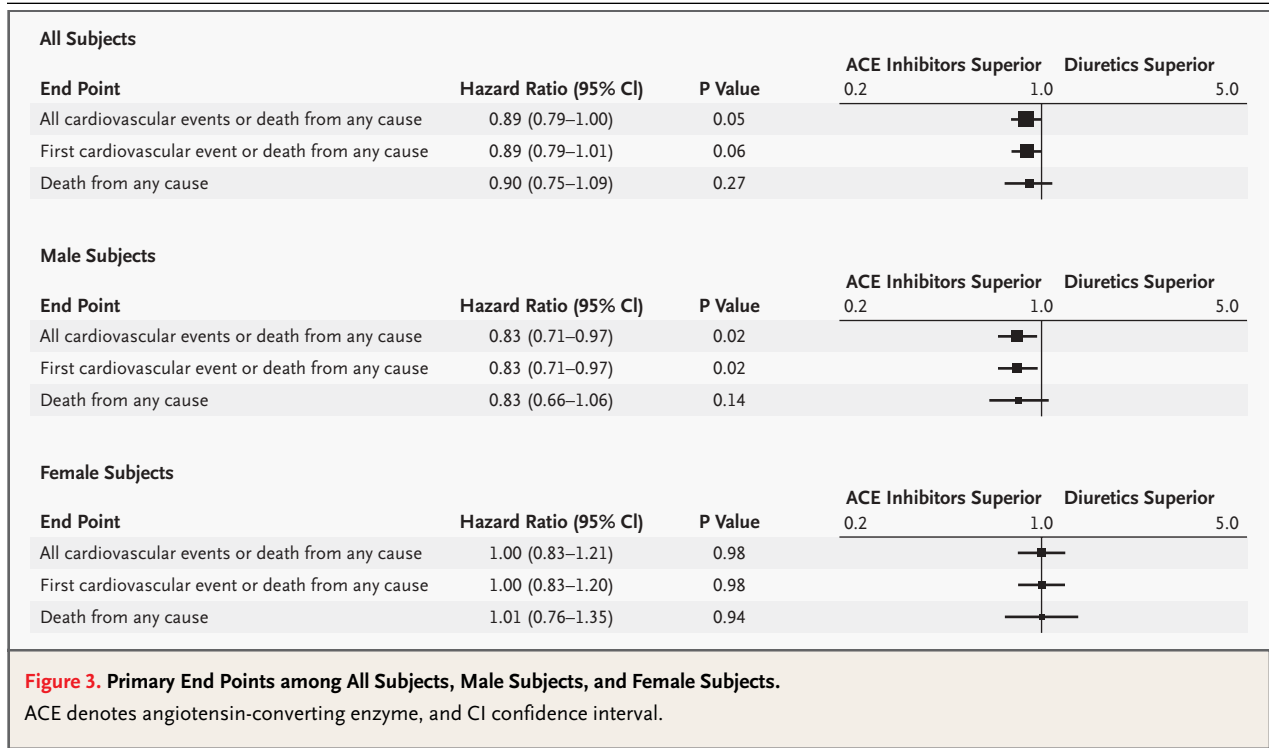 All Subjects
ACE Inhibitors Superior Diuretics Superior
End Point Hazard Ratio (95% CI) P Value 0.2 1.0 5.0
All cardiovascular events or death from any cause 0.89 (0.79–1.00) 0.05
First cardiovascular event or death from any cause 0.89 (0.79–1.01) 0.06
Death from any cause 0.90 (0.75–1.09) 0.27
Male Subjects
ACE Inhibitors Superior Diuretics Superior
End Point Hazard Ratio (95% CI) P Value 0.2 1.0 5.0
All cardiovascular events or death from any cause 0.83 (0.71–0.97) 0.02
First cardiovascular event or death from any cause 0.83 (0.71–0.97) 0.02
Death from any cause 0.83 (0.66–1.06) 0.14
Female Subjects
ACE Inhibitors Superior Diuretics Superior
End Point Hazard Ratio (95% CI) P Value 0.2 1.0 5.0
All cardiovascular events or death from any cause 1.00 (0.83–1.21) 0.98
First cardiovascular event or death from any cause 1.00 (0.83–1.20) 0.98
Death from any cause 1.01 (0.76–1.35) 0.94
Figure 3. Primary End Points among All Subjects, Male Subjects, and Female Subjects.
ACE denotes angiotensin-converting enzyme, and CI confidence interval.